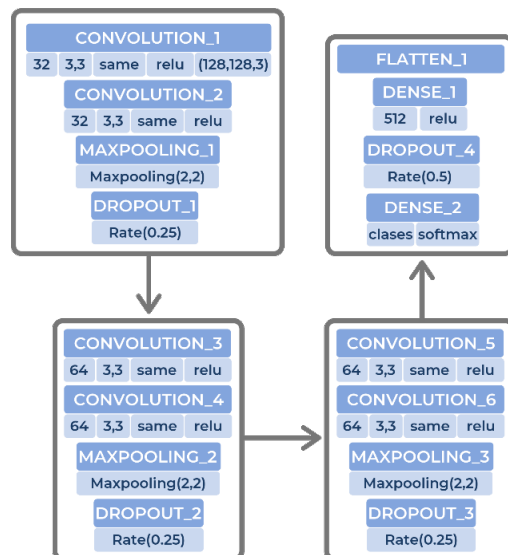 CONVOLUTION_1
32 3,3 same relu (128,128,3)
CONVOLUTION_2
32 3,3 same relu
MAXPOOLING_1
Maxpooling(2,2)
DROPOUT_1
Rate(0.25)
CONVOLUTION_3
64 3,3 same relu
CONVOLUTION_4
64 3,3 same relu
MAXPOOLING_2
Maxpooling(2,2)
DROPOUT_2
Rate(0.25)
CONVOLUTION_5
64 3,3 same relu
CONVOLUTION_6
64 3,3 same relu
MAXPOOLING_3
Maxpooling(2,2)
DROPOUT_3
Rate(0.25)
FLATTEN_1
DENSE_1
512 relu
DROPOUT_4
Rate(0.5)
DENSE_2
clases softmax